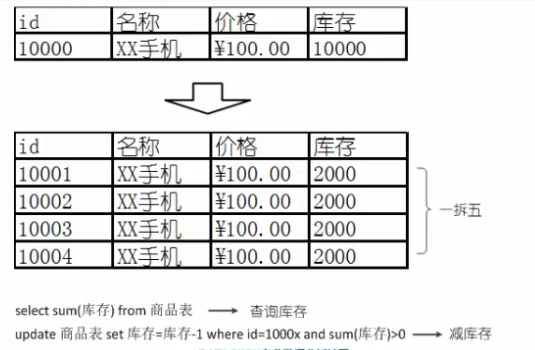 id 名称 价格 库存
10000 XX手机 ¥100.00 10000
id 名称 价格 库存
10001 XX手机 ¥100.00 2000
10002 XX手机 ¥100.00 2000
10003 XX手机 ¥100.00 2000
10004 XX手机 ¥100.00 2000
一拆五
select sum(库存) from 商品表 查询库存
update 商品表 set 库存=库存-1 where id=1000x and sum(库存)>0 减库存